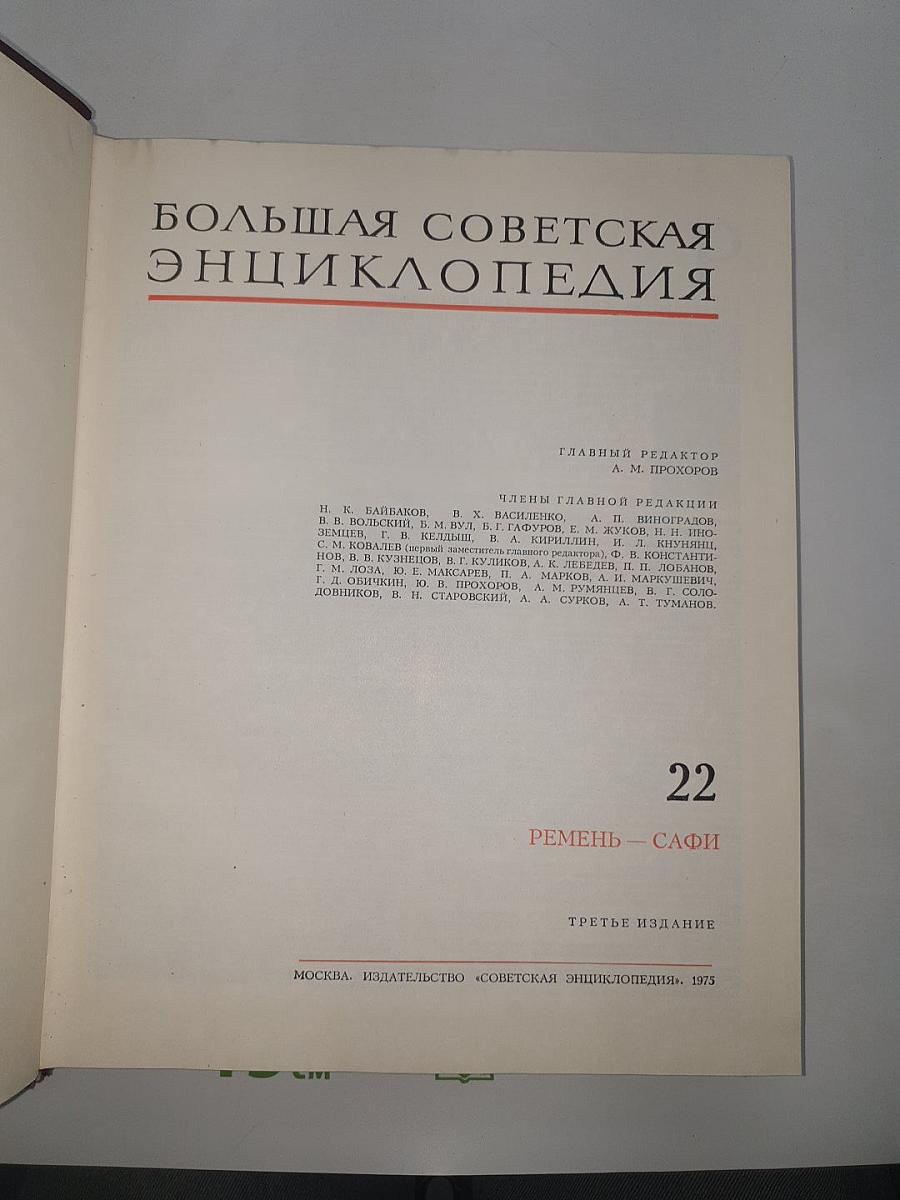 БОЛЬШАЯ СОВЕТСКАЯ
ЭНЦИКЛОПЕДИЯ
ГЛАВНЫЙ РЕДАКТОР
А. М. ПРОХОРОВ
ЧЛЕНЫ ГЛАВНОЙ РЕДАКЦИИ
Н. К. БАЙБАКОВ, В. Х. ВАСИЛЕНКО, А. П. ВИНОГРАДОВ,
В. В. ВОЛЬСКИЙ, Б. М. ВУЛ, Б. Г. ГАФУРОВ, Е. М. ЖУКОВ, Н. Н. ИНО-
ЗЕМЦЕВ, Г. В. КЕЛДЫШ, В. А. КИРИЛЛИН, И. Л. КНУНЯНЦ,
С. М. КОВАЛЕВ (первый заместитель главного редактора), Ф. В. КОНСТАНТИ-
НОВ, В. В. КУЗНЕЦОВ, В. Г. КУЛИКОВ, А. К. ЛЕБЕДЕВ, П. П. ЛОБАНОВ,
Г. М. ЛОЗА, Ю. Е. МАКСАРЕВ, П. А. МАРКОВ, А. И. МАРКУШЕВИЧ,
Г. Д. ОБИЧКИН, Ю. В. ПРОХОРОВ, А. М. РУМЯНЦЕВ, В. Г. СОЛО-
ДОВНИКОВ, В. Н. СТАРОВСКИЙ, А. А. СУРКОВ, А. Т. ТУМАНОВ.
22
РЕМЕНЬ — САФИ
ТРЕТЬЕ ИЗДАНИЕ
МОСКВА. ИЗДАТЕЛЬСТВО «СОВЕТСКАЯ ЭНЦИКЛОПЕДИЯ». 1975
см